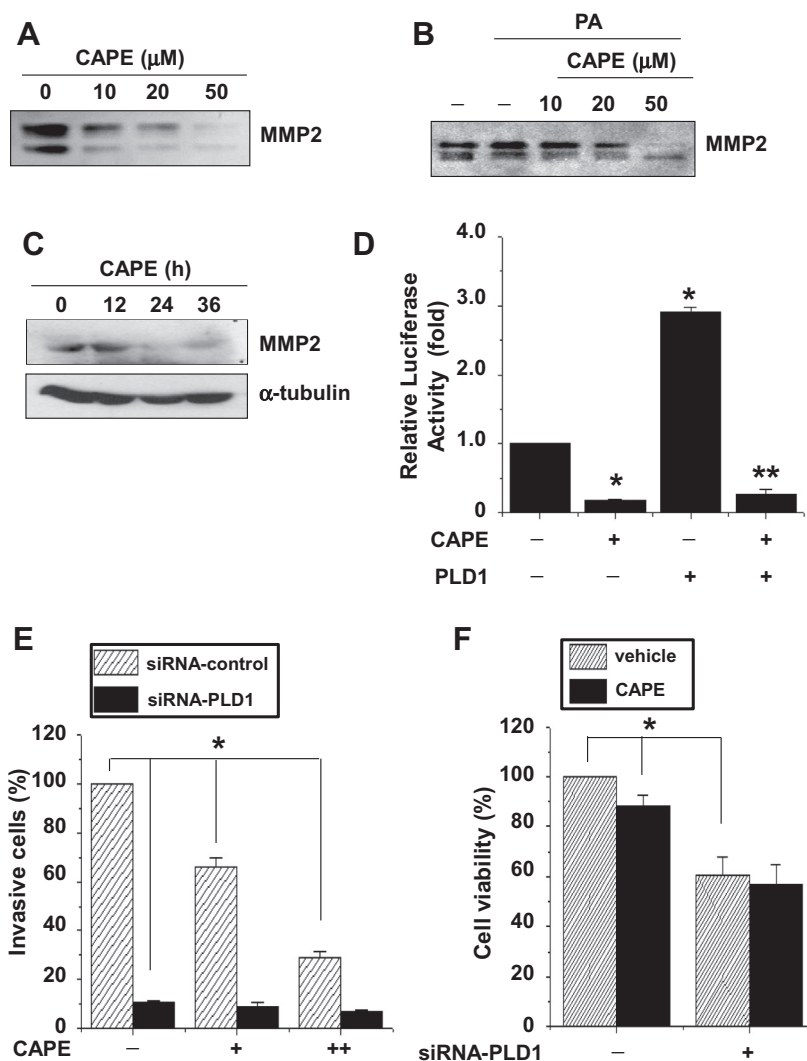 A
CAPE (μM)
0 10 20 50
MMP2
B
PA
CAPE (μM)
– – 10 20 50
MMP2
C
CAPE (h)
0 12 24 36
MMP2
α-tubulin
D
Relative Luciferase
Activity (fold)
4.0
3.0
2.0
1.0
0
*
*
**
CAPE – + – +
PLD1 – – + +
E
siRNA-control
siRNA-PLD1
Invasive cells (%)
120
100
80
60
40
20
0
*
CAPE – + ++
F
vehicle
CAPE
Cell viability (%)
120
100
80
60
40
20
0
*
siRNA-PLD1 – +